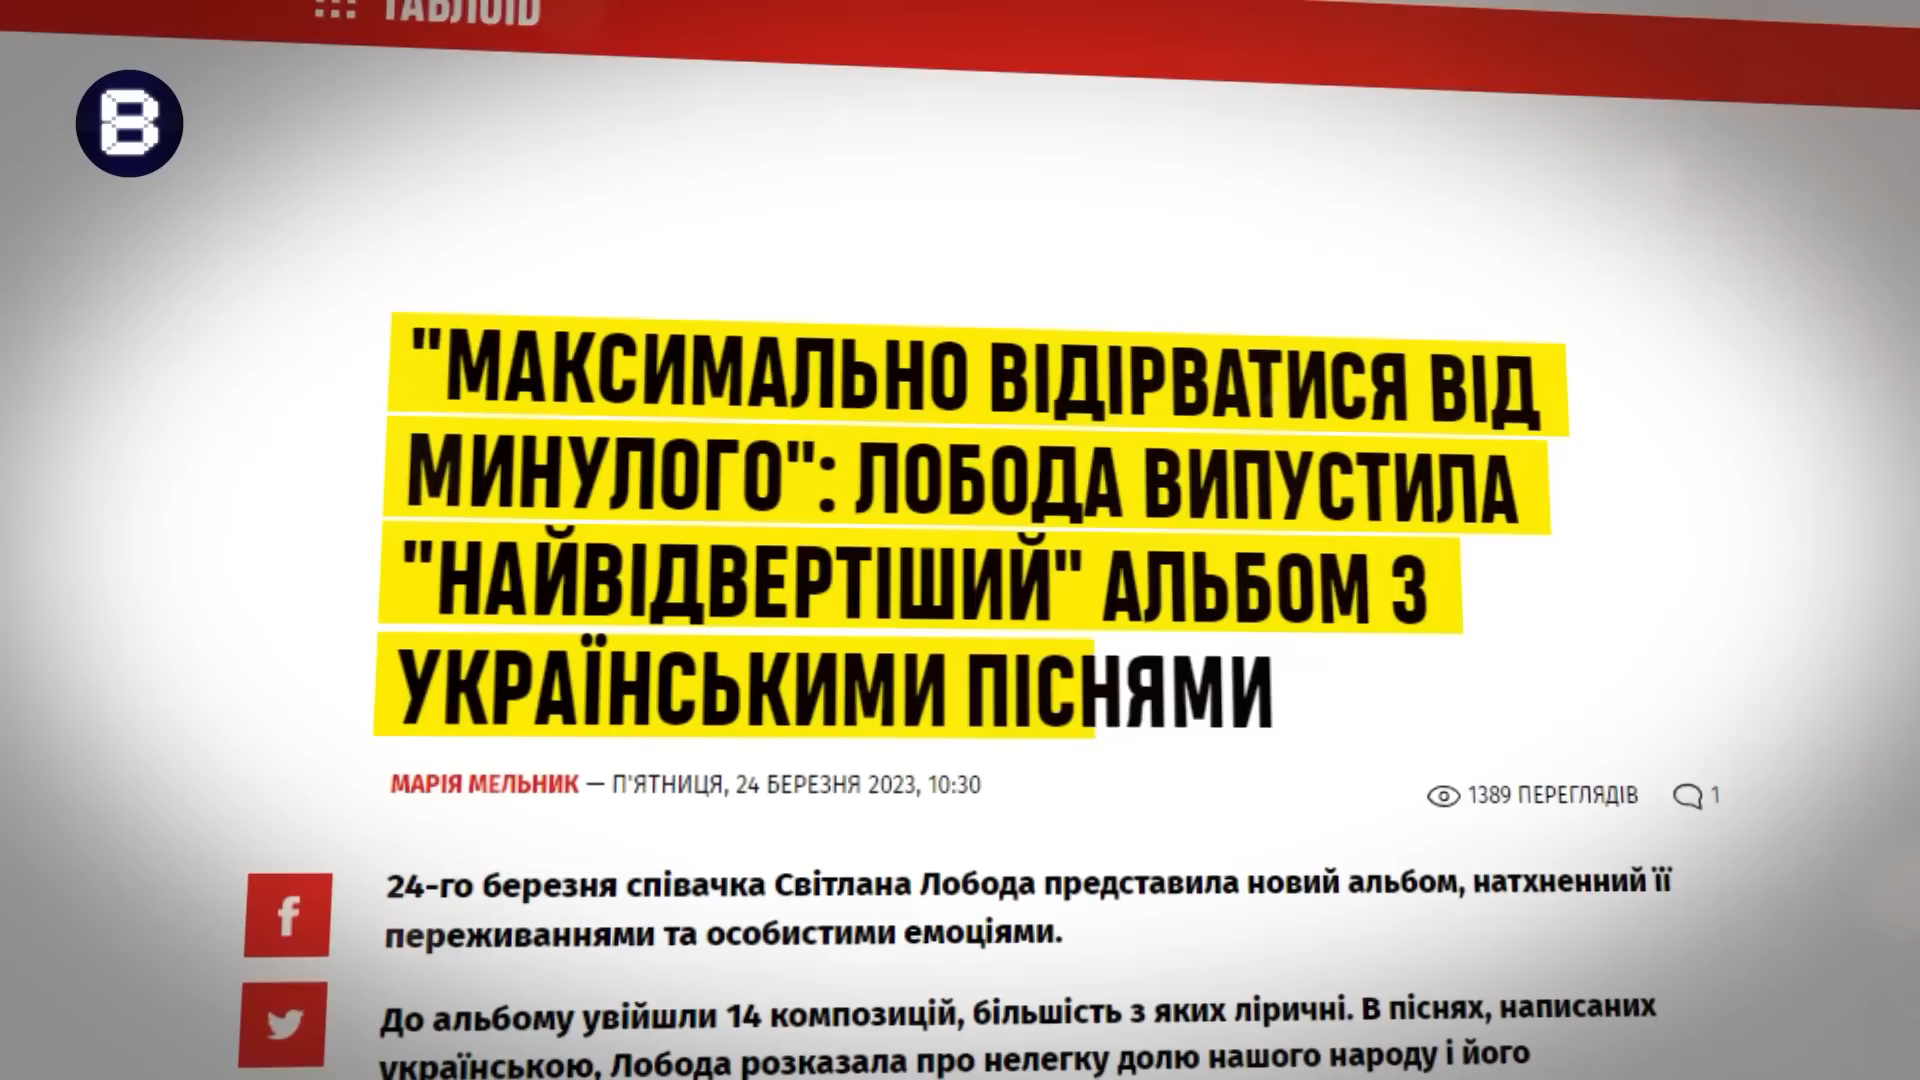 ТАБЛОID
B
"МАКСИМАЛЬНО ВІДІРВАТИСЯ ВІД
МИНУЛОГО": ЛОБОДА ВИПУСТИЛА
"НАЙВІДВЕРТІШИЙ" АЛЬБОМ З
УКРАЇНСЬКИМИ ПІСНЯМИ
МАРІЯ МЕЛЬНИК — П'ЯТНИЦЯ, 24 БЕРЕЗНЯ 2023, 10:30
1389 ПЕРЕГЛЯДІВ 1
24-го березня співачка Світлана Лобода представила новий альбом, натхненний її
переживаннями та особистими емоціями.
До альбому увійшли 14 композицій, більшість з яких ліричні. В піснях, написаних
українською, Лобода розказала про нелегку долю нашого народу і його